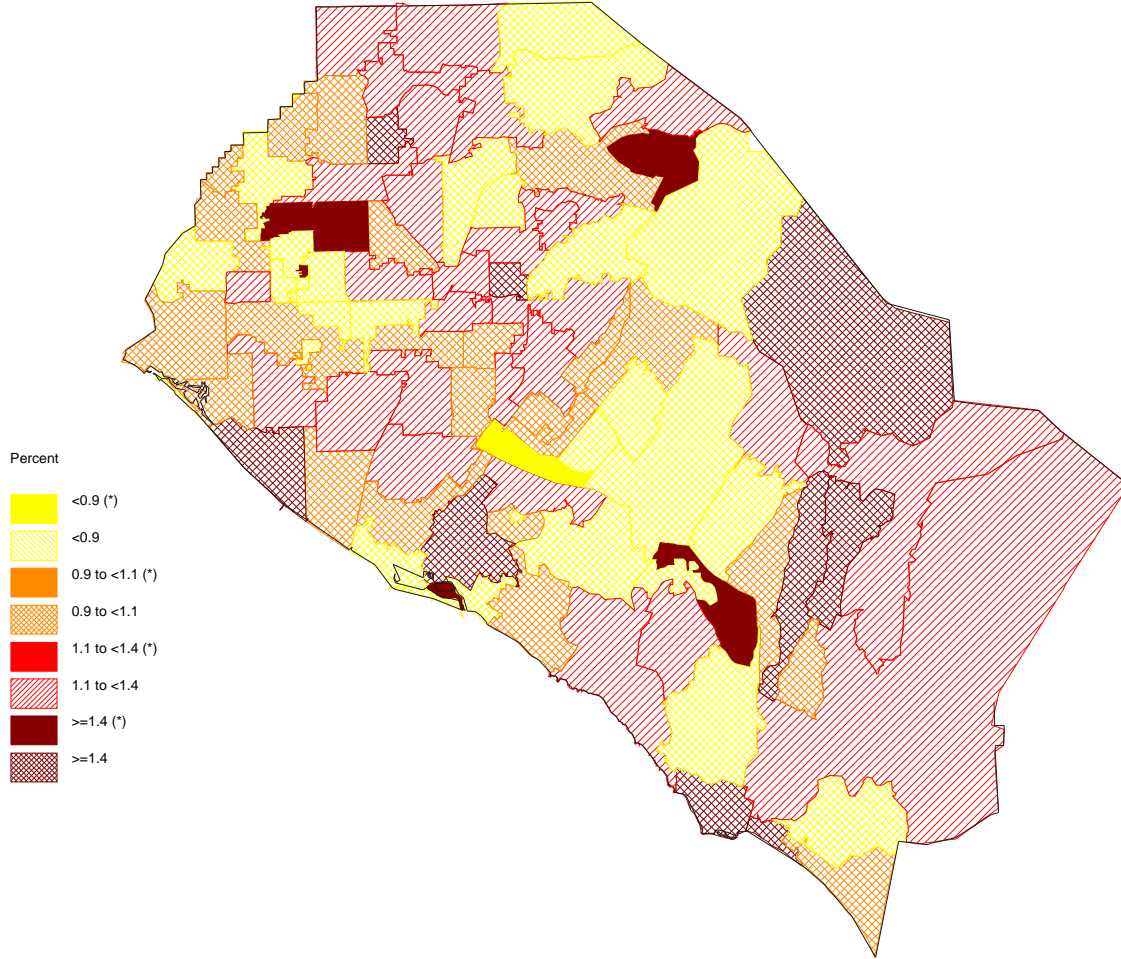 Percent
<0.9 (*)
<0.9
0.9 to <1.1 (*)
0.9 to <1.1
1.1 to <1.4 (*)
1.1 to <1.4
>=1.4 (*)
>=1.4